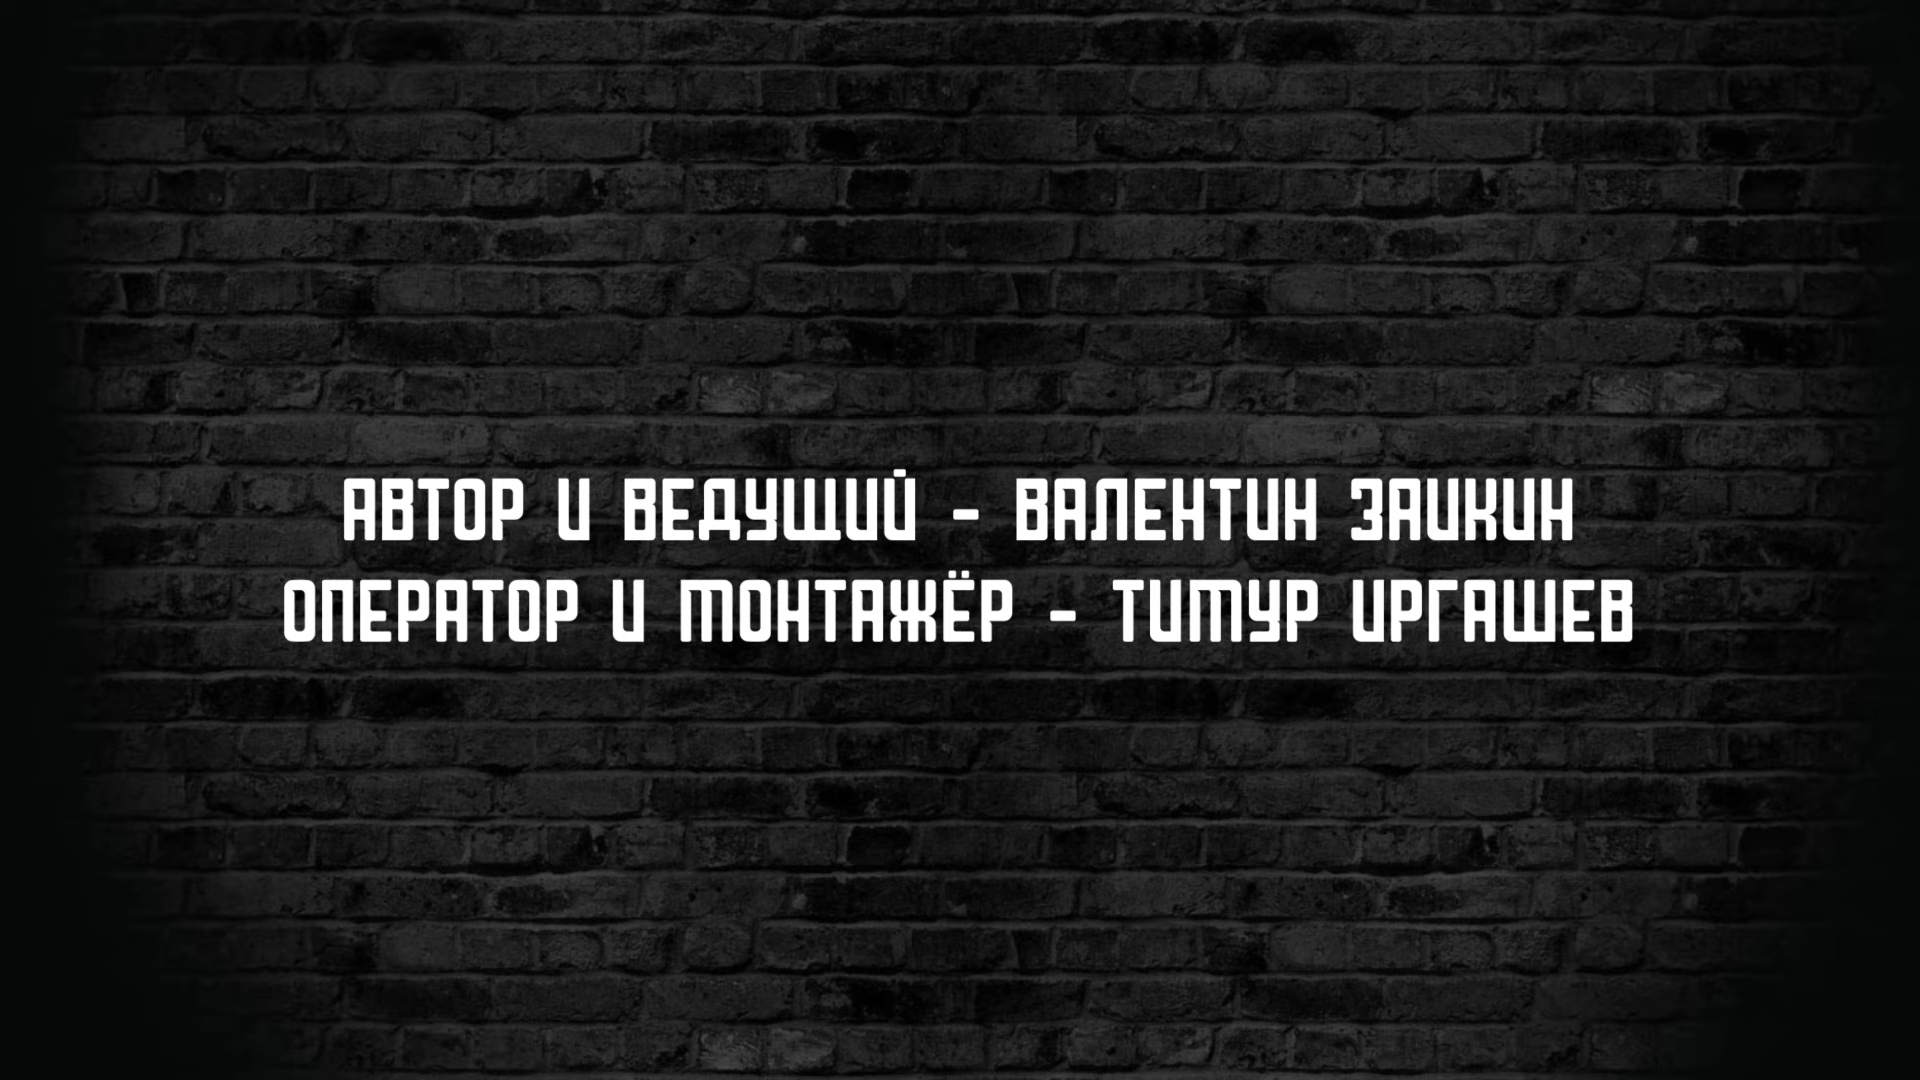 АВТОР И ВЕДУЩИЙ - ВАЛЕНТИН ЗАИКИН
ОПЕРАТОР И МОНТАЖЁР - ТИМУР ИРГАШЕВ